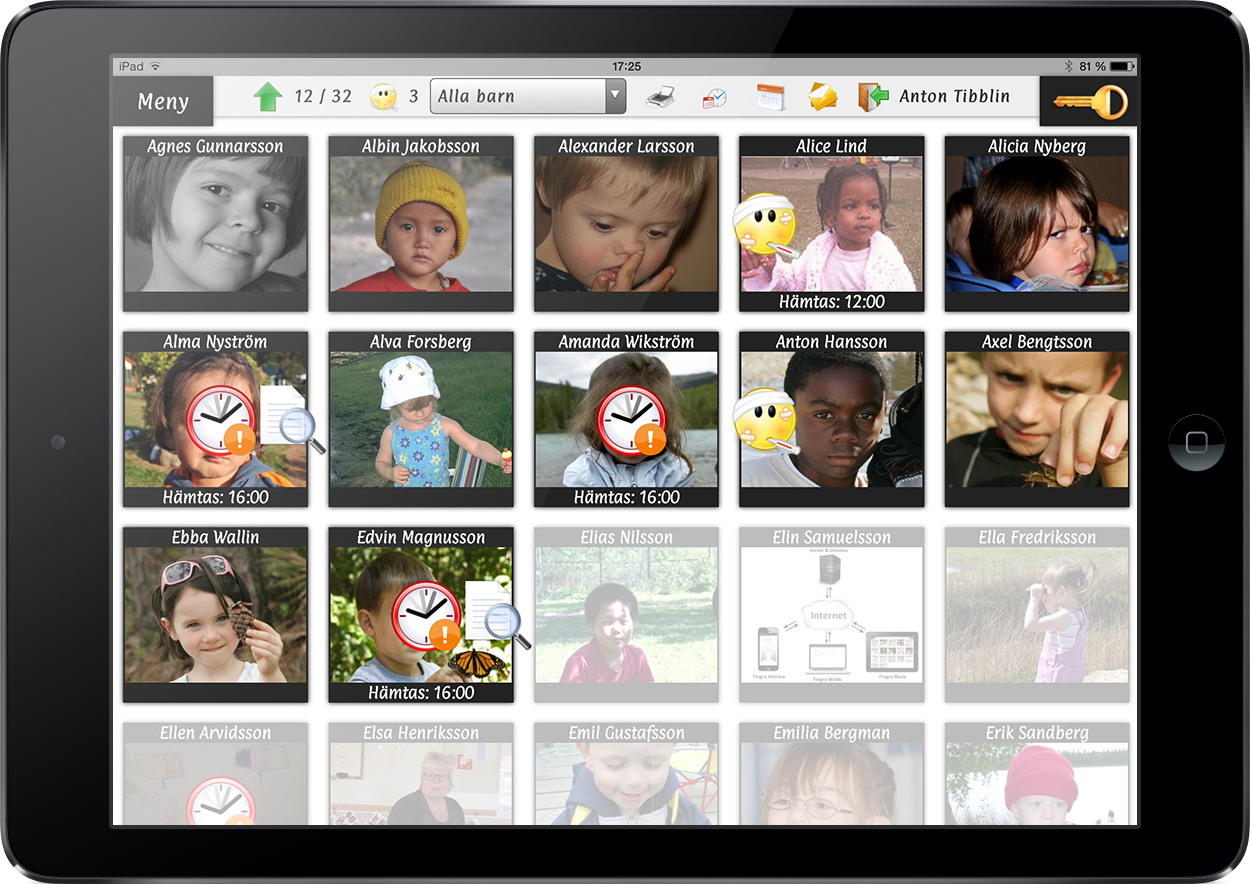 iPad 17:25 81 %
Meny 12 / 32 3 Alla barn Anton Tibblin
Agnes Gunnarsson Albin Jakobsson Alexander Larsson Alice Lind Alicia Nyberg
Hämtas: 12:00
Alma Nyström Alva Forsberg Amanda Wikström Anton Hansson Axel Bengtsson
Hämtas: 16:00 Hämtas: 16:00
Ebba Wallin Edvin Magnusson Elias Nilsson Elin Samuelsson Ella Fredriksson
Server & Databas
Internet
Fingra Hemma Fingra Webb Fingra Skola
Hämtas: 16:00
Ellen Arvidsson Elsa Henriksson Emil Gustafsson Emilia Bergman Erik Sandberg